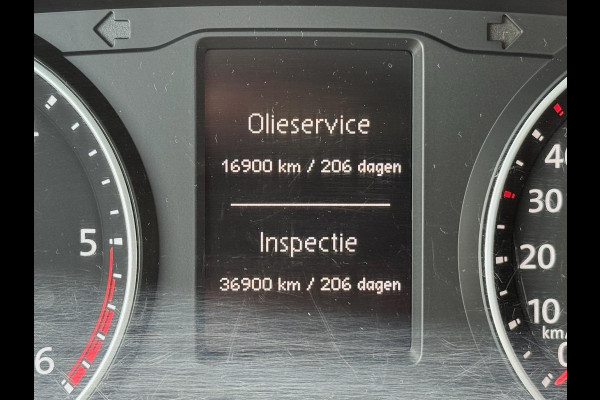 Olieservice
16900 km / 206 dagen
Inspectie
36900 km / 206 dagen
5
6
40
30
20
10
km/
0